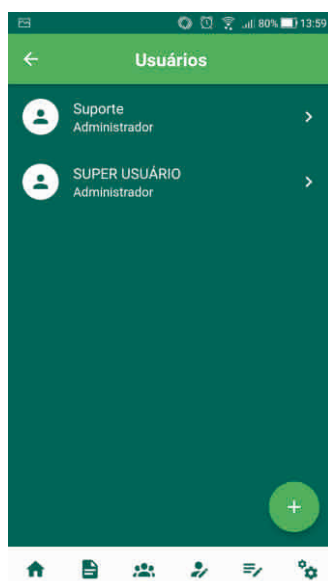 80% 13:59
Usuários
Suporte
Administrador
SUPER USUÁRIO
Administrador